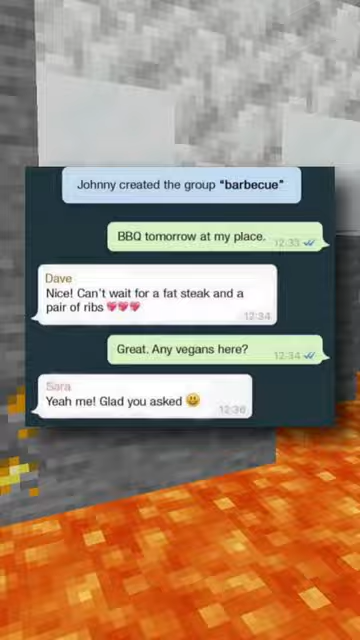 Johnny created the group "barbecue"
BBQ tomorrow at my place.
12:33
Dave
Nice! Can't wait for a fat steak and a
pair of ribs 💗💗💗
12:34
Great. Any vegans here?
12:34
Sara
Yeah me! Glad you asked 😃
12:36